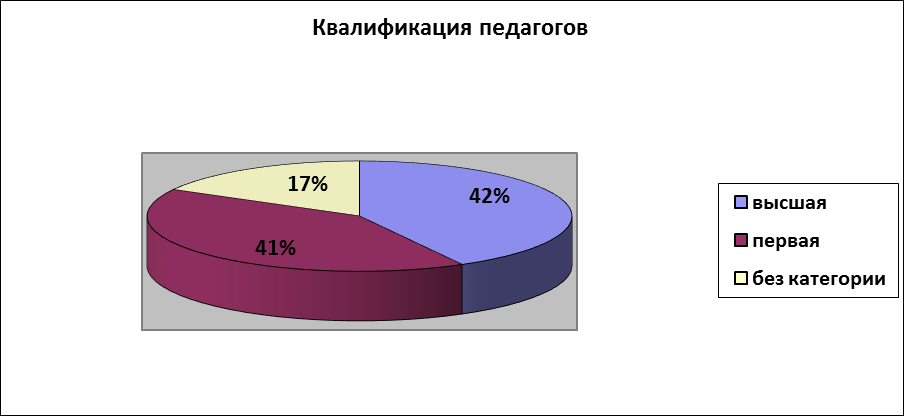 Квалификация педагогов
17%
42%
41%
высшая
первая
без категории